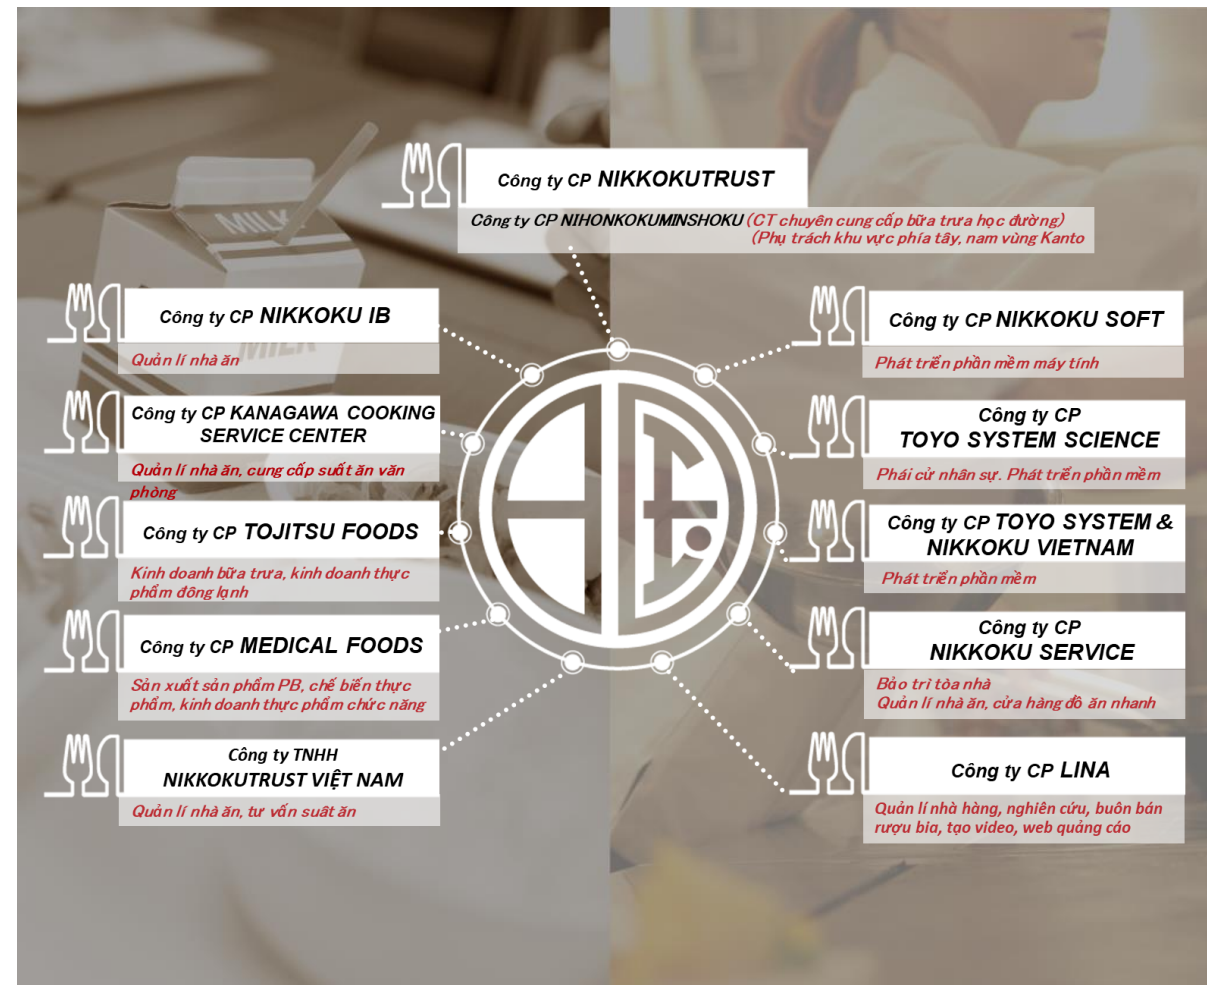 Công ty CP NIKKOKUTRUST
Công ty CP NIHONKOKUMINSHOKU (CT chuyên cung cấp bữa trưa học đường)
(Phụ trách khu vực phía tây, nam vùng Kanto
MILK
MILK
Công ty CP NIKKOKU IB
Quản lí nhà ăn
Công ty CP KANAGAWA COOKING
SERVICE CENTER
Quản lí nhà ăn, cung cấp suất ăn văn
phòng
Công ty CP TOJITSU FOODS
Kinh doanh bữa trưa, kinh doanh thực
phẩm đông lạnh
Công ty CP MEDICAL FOODS
Sản xuất sản phẩm PB, chế biến thực
phẩm, kinh doanh thực phẩm chức năng
Công ty TNHH
NIKKOKUTRUST VIỆT NAM
Quản lí nhà ăn, tư vấn suất ăn
Công ty CP NIKKOKU SOFT
Phát triển phần mềm máy tính
Công ty CP
TOYO SYSTEM SCIENCE
Phái cử nhân sự. Phát triển phần mềm
Công ty CP TOYO SYSTEM &
NIKKOKU VIETNAM
Phát triển phần mềm
Công ty CP
NIKKOKU SERVICE
Bảo trì tòa nhà
Quản lí nhà ăn, cửa hàng đồ ăn nhanh
Công ty CP LINA
Quản lí nhà hàng, nghiên cứu, buôn bán
rượu bia, tạo video, web quảng cáo